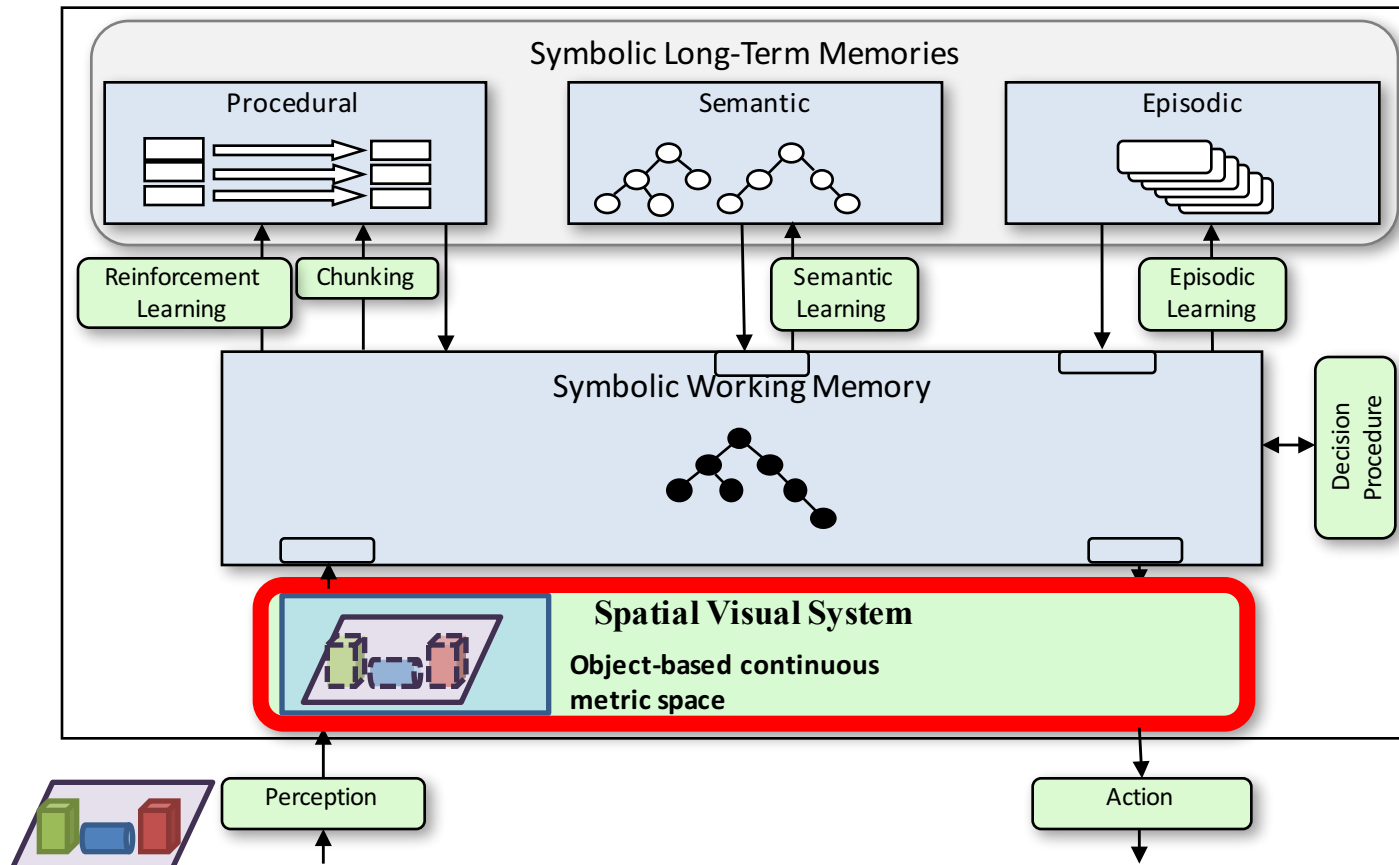 Symbolic Long-Term Memories
Procedural
Semantic
Episodic
Reinforcement
Learning
Chunking
Semantic
Learning
Episodic
Learning
Symbolic Working Memory
Decision
Procedure
Spatial Visual System
Object-based continuous
metric space
Perception
Action